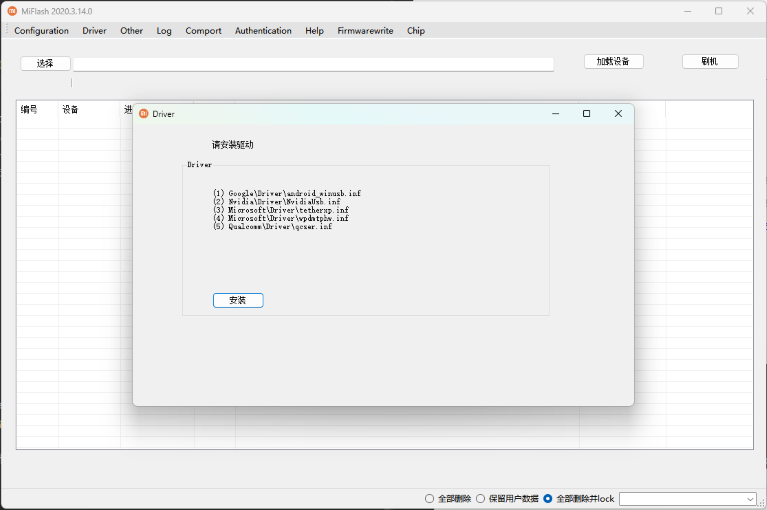 MiFlash 2020.3.14.0
Configuration Driver Other Log Comport Authentication Help Firmwarewrite Chip
选择 加载设备 刷机
编号 设备 进
Driver
请安装驱动
Driver
(1) Google\Driver\android_winusb.inf
(2) Nvidia\Driver\NvidiaUsb.inf
(3) Microsoft\Driver\tetherxp.inf
(4) Microsoft\Driver\wpdmtphw.inf
(5) Qualcomm\Driver\qcser.inf
安装
全部删除 保留用户数据 全部删除并lock